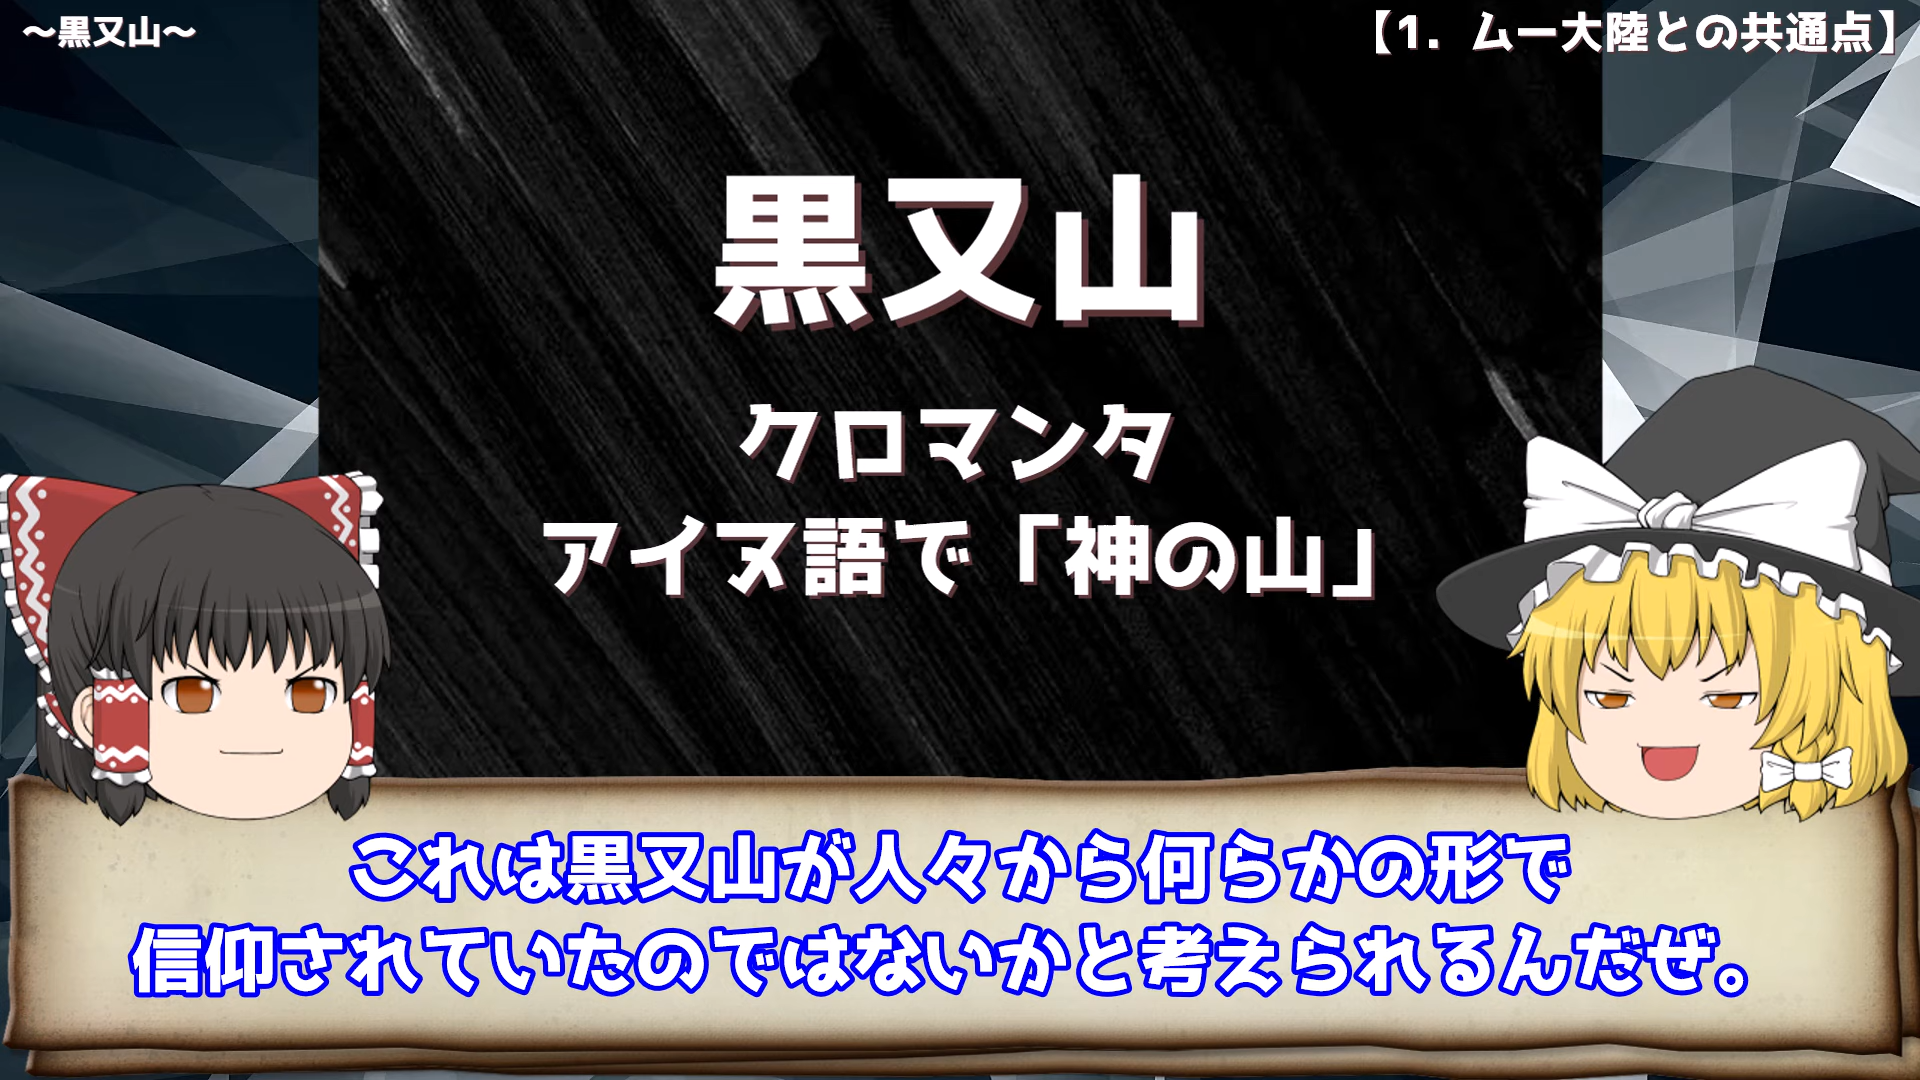 ～黒又山～
【1．ムー大陸との共通点】
黒又山
クロマンタ
アイヌ語で「神の山」
これは黒又山が人々から何らかの形で
信仰されていたのではないかと考えられるんだぜ。